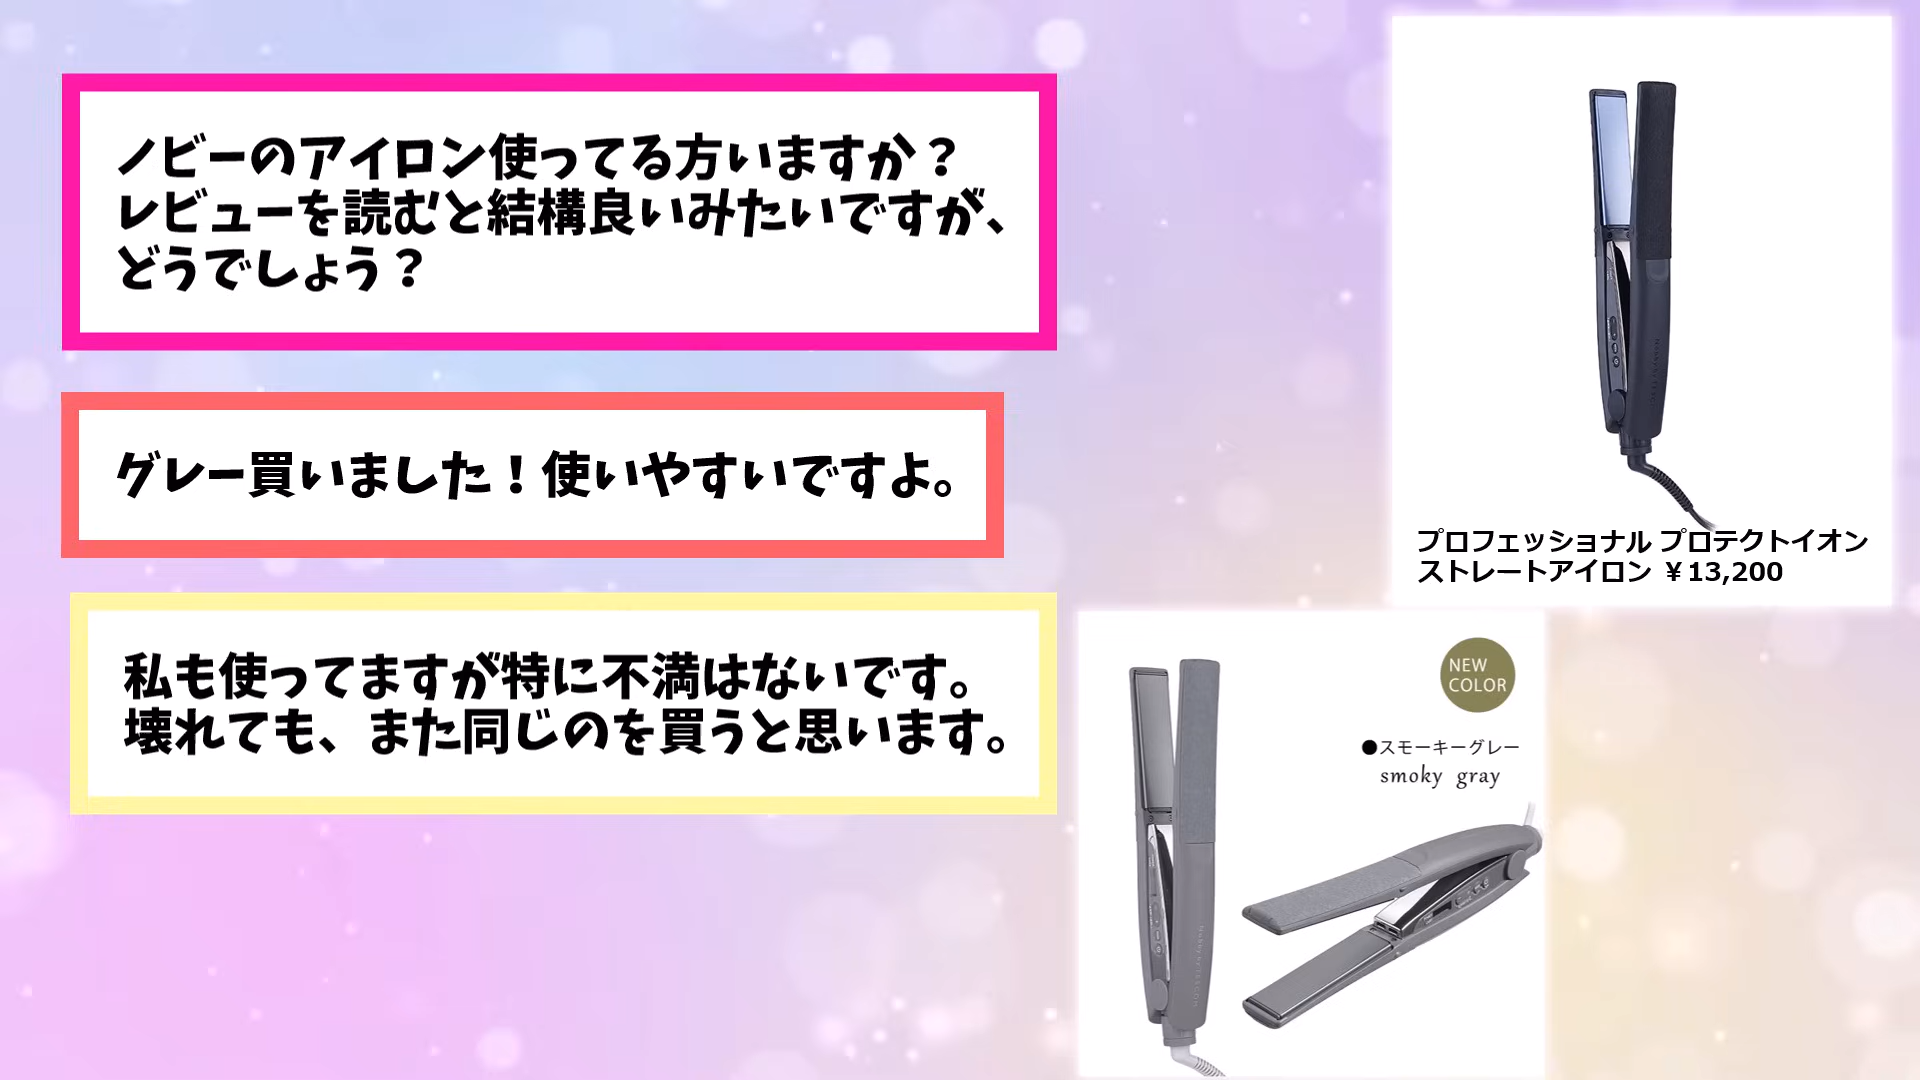 ノビーのアイロン使ってる方いますか？
レビューを読むと結構良いみたいですが、
どうでしょう？
グレー買いました！使いやすいですよ。
私も使ってますが特に不満はないです。
壊れても、また同じのを買うと思います。
プロフェッショナル プロテクトイオン
ストレートアイロン ￥13,200
NEW
COLOR
●スモーキーグレー
smoky gray